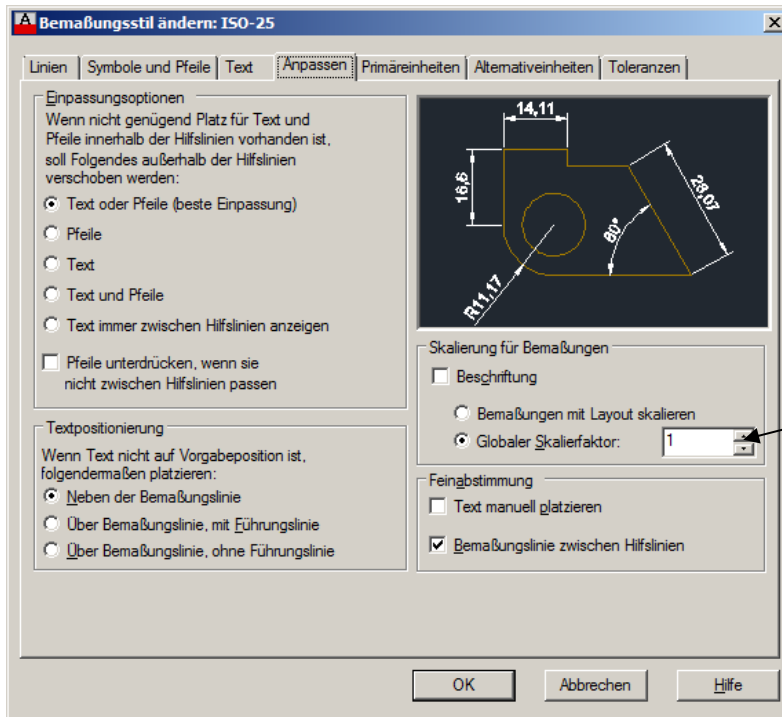 Bemaßungsstil ändern: ISO-25
Linien
Symbole und Pfeile
Text
Anpassen
Primäreinheiten
Alternativeinheiten
Toleranzen
Einpassungsoptionen
Wenn nicht genügend Platz für Text und
Pfeile innerhalb der Hilfslinien vorhanden ist,
soll Folgendes außerhalb der Hilfslinien
verschoben werden:
Text oder Pfeile (beste Einpassung)
Pfeile
Text
Text und Pfeile
Text immer zwischen Hilfslinien anzeigen
Pfeile unterdrücken, wenn sie
nicht zwischen Hilfslinien passen
Textpositionierung
Wenn Text nicht auf Vorgabeposition ist,
folgendermaßen platzieren:
Neben der Bemaßungslinie
Über Bemaßungslinie, mit Führungslinie
Über Bemaßungslinie, ohne Führungslinie
14,11
16,6
28,07
60°
R11,17
Skalierung für Bemaßungen
Beschriftung
Bemaßungen mit Layout skalieren
Globaler Skalierfaktor: 1
Feinabstimmung
Text manuell platzieren
Bemaßungslinie zwischen Hilfslinien
OK
Abbrechen
Hilfe